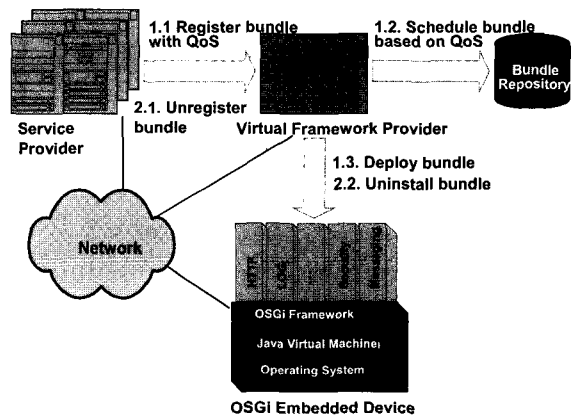 1.1 Register bundle
with QoS
1.2. Schedule bundle
based on QoS
Bundle
Repository
2.1. Unregister
bundle
Service
Provider
Virtual Framework Provider
1.3. Deploy bundle
2.2. Uninstall bundle
Network
HTTP
LOG
Security
Messaging
OSGi Framework
Java Virtual Machine
Operating System
OSGi Embedded Device